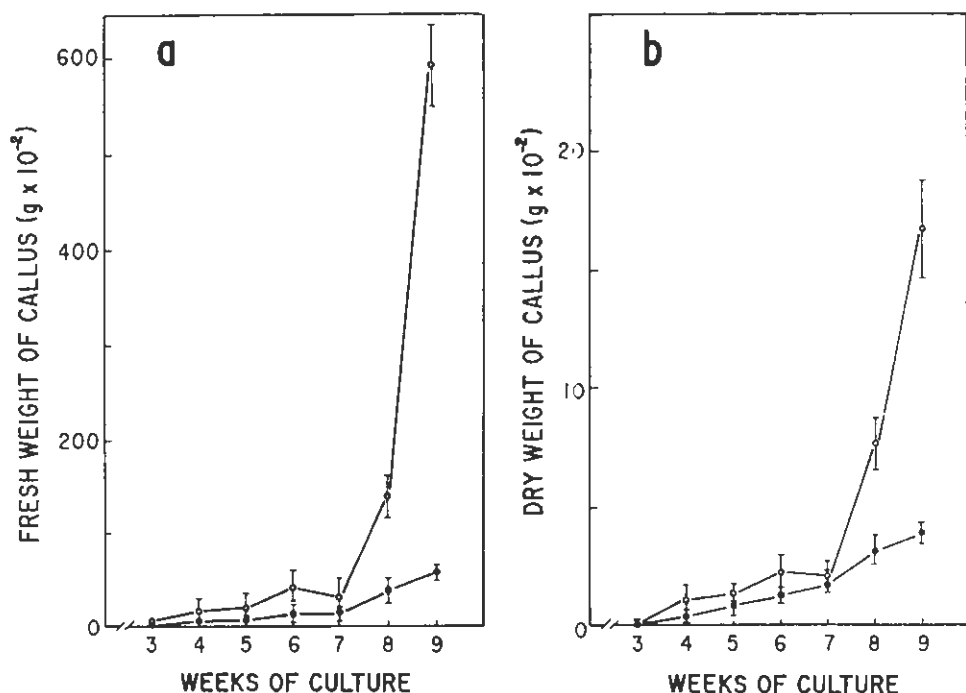 a
600
400
200
0
FRESH WEIGHT OF CALLUS (g x 10⁻²)
3 4 5 6 7 8 9
WEEKS OF CULTURE
b
20
10
0
DRY WEIGHT OF CALLUS (g x 10⁻²)
3 4 5 6 7 8 9
WEEKS OF CULTURE